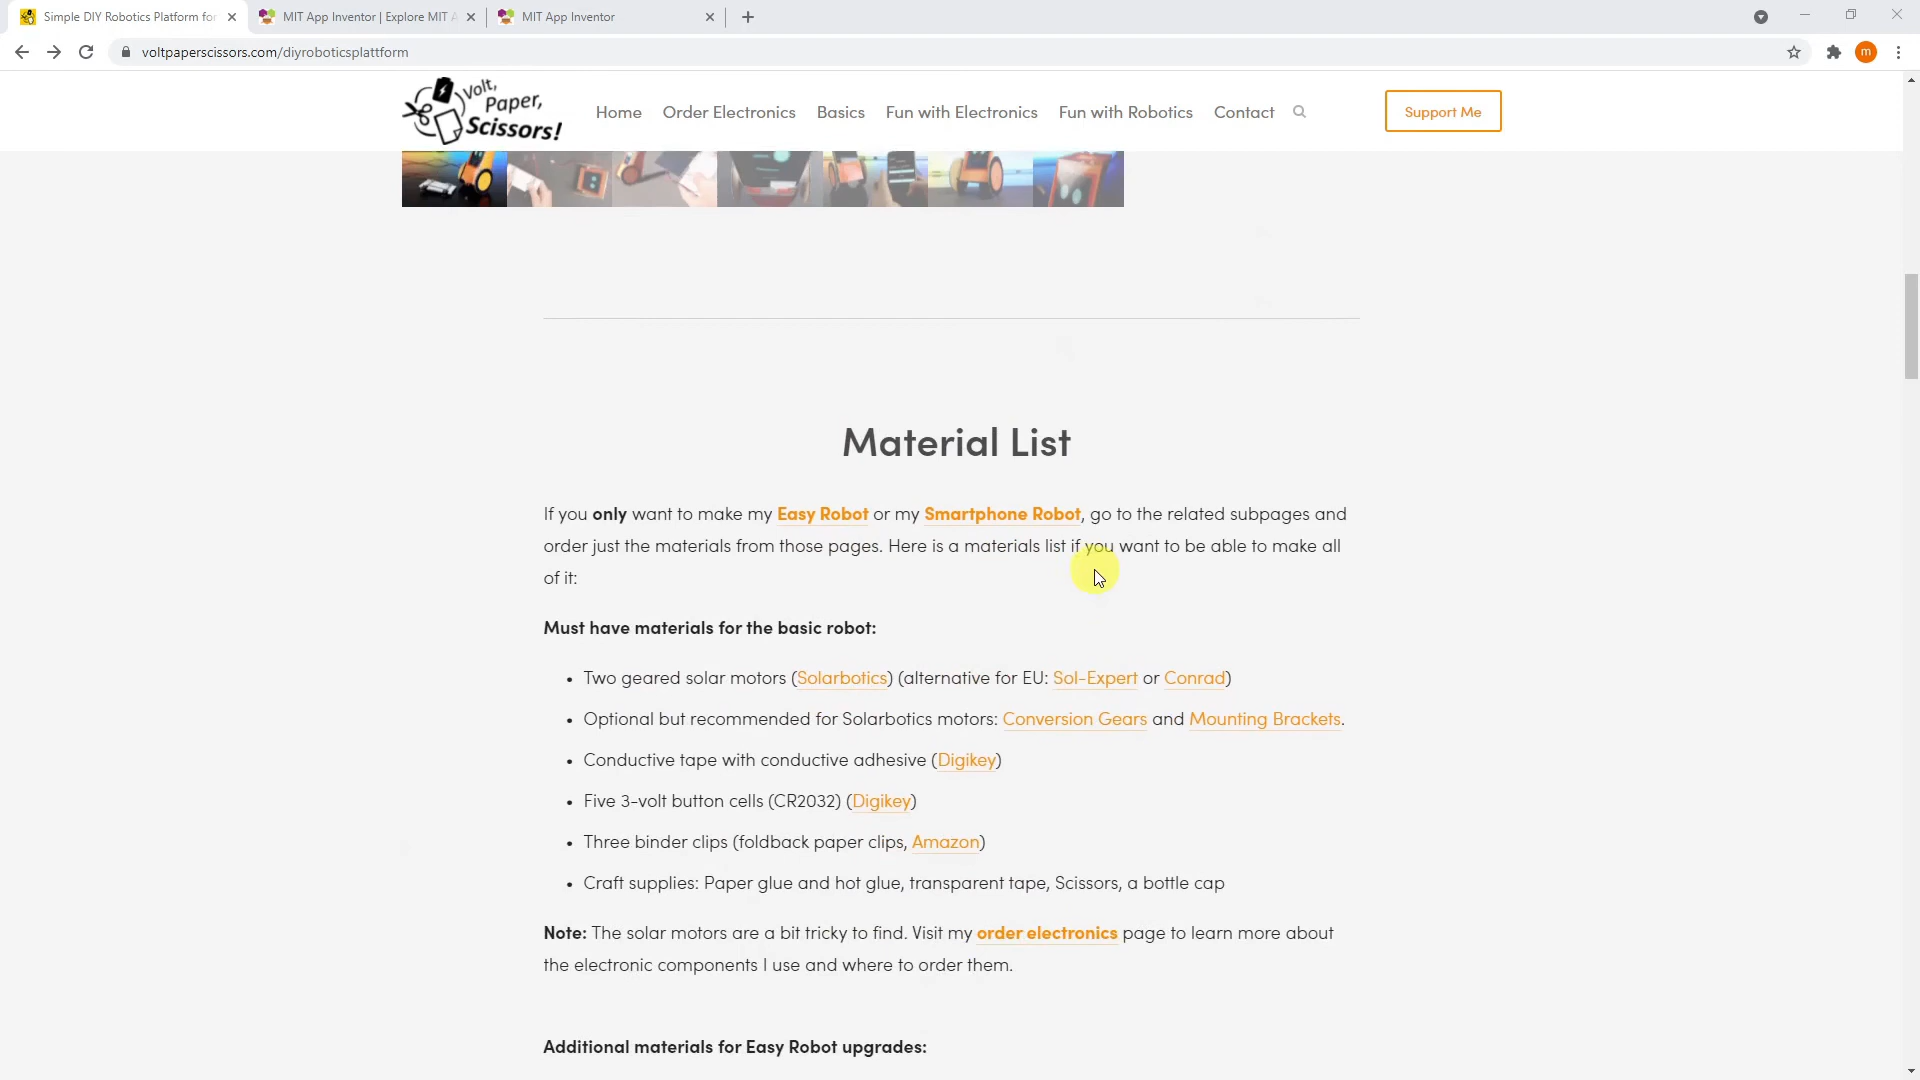 Simple DIY Robotics Platform for
MIT App Inventor | Explore MIT A
MIT App Inventor
voltpaperscissors.com/diyroboticsplattform
m
Volt,
Paper,
Scissors!
Home
Order Electronics
Basics
Fun with Electronics
Fun with Robotics
Contact
Support Me
Material List
If you only want to make my Easy Robot or my Smartphone Robot, go to the related subpages and
order just the materials from those pages. Here is a materials list if you want to be able to make all
of it:
Must have materials for the basic robot:
• Two geared solar motors (Solarbotics) (alternative for EU: Sol-Expert or Conrad)
• Optional but recommended for Solarbotics motors: Conversion Gears and Mounting Brackets.
• Conductive tape with conductive adhesive (Digikey)
• Five 3-volt button cells (CR2032) (Digikey)
• Three binder clips (foldback paper clips, Amazon)
• Craft supplies: Paper glue and hot glue, transparent tape, Scissors, a bottle cap
Note: The solar motors are a bit tricky to find. Visit my order electronics page to learn more about
the electronic components I use and where to order them.
Additional materials for Easy Robot upgrades: